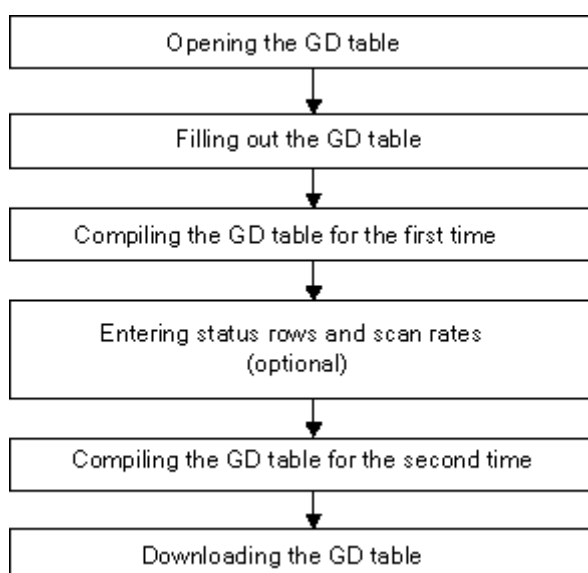 Opening the GD table
Filling out the GD table
Compiling the GD table for the first time
Entering status rows and scan rates
(optional)
Compiling the GD table for the second time
Downloading the GD table